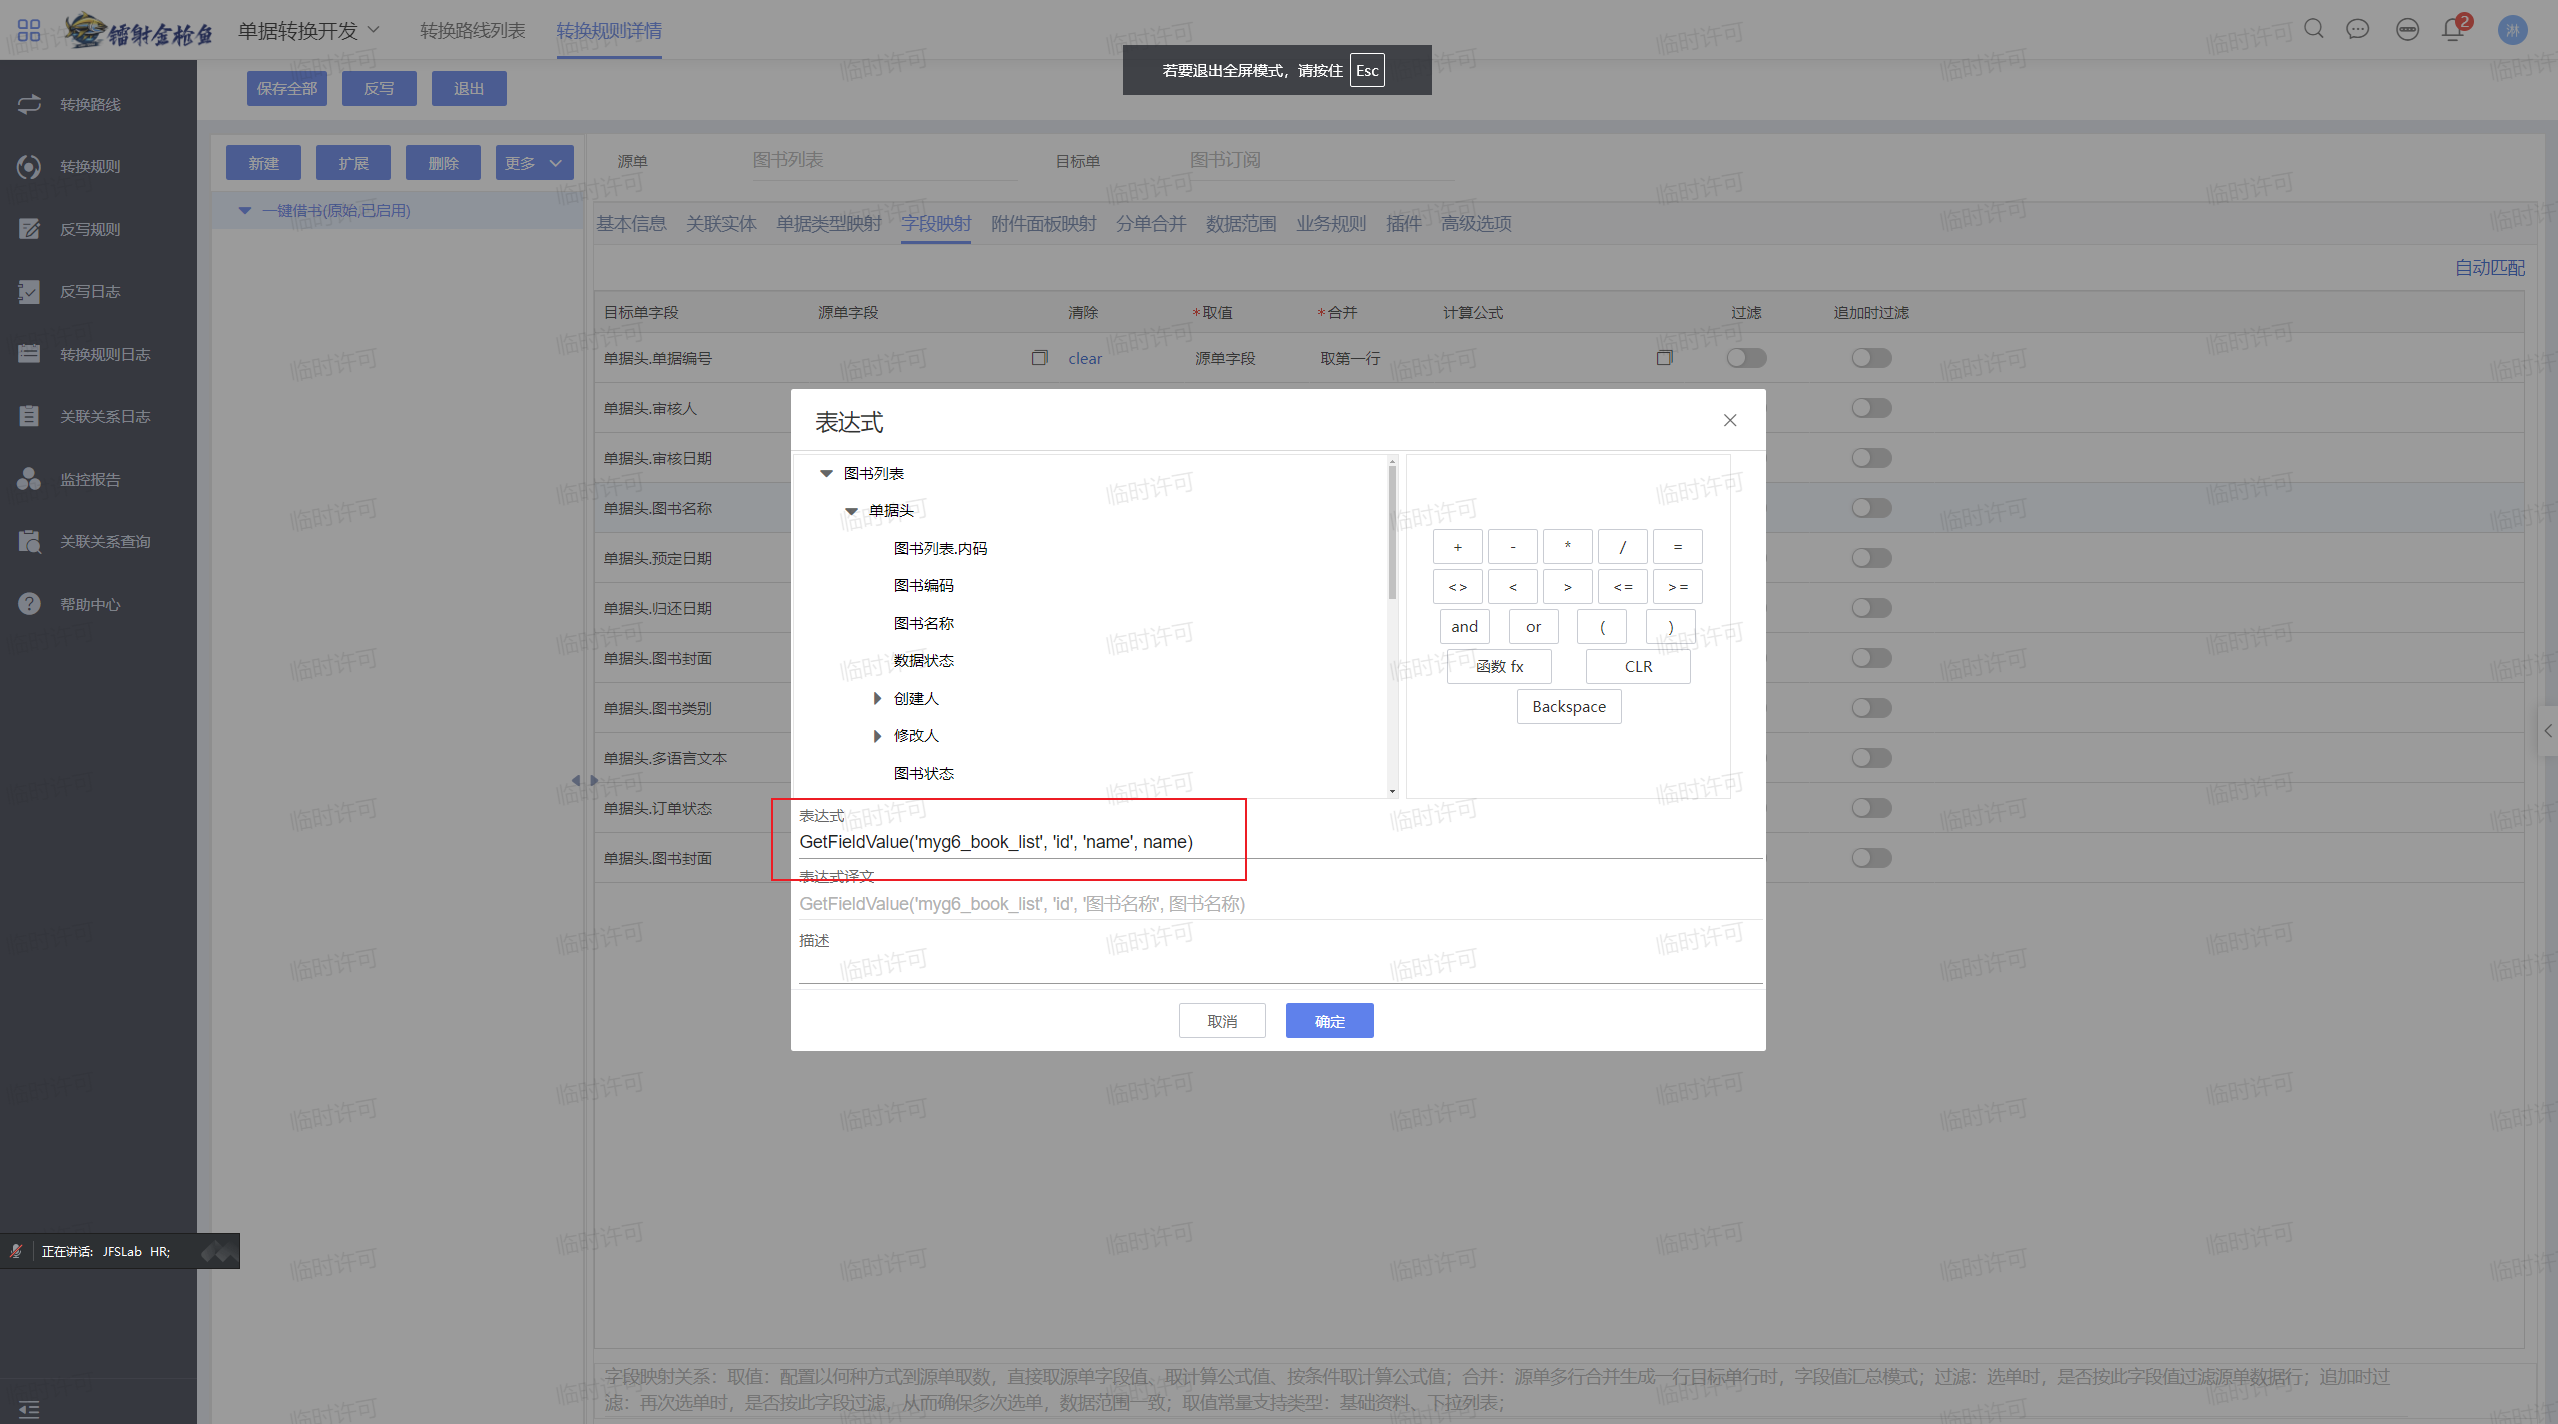 镭射金枪鱼 单据转换开发 转换路线列表 转换规则详情 2 淋
若要退出全屏模式，请按住 Esc
保存全部 反写 退出
转换路线
转换规则
反写规则
反写日志
转换规则日志
关联关系日志
监控报告
关联关系查询
帮助中心
新建 扩展 删除 更多
一键借书(原始,已启用)
源单 图书列表 目标单 图书订阅
基本信息 关联实体 单据类型映射 字段映射 附件面板映射 分单合并 数据范围 业务规则 插件 高级选项
自动匹配
目标单字段 源单字段 清除 *取值 *合并 计算公式 过滤 追加时过滤
单据头.单据编号 clear 源单字段 取第一行
单据头.审核人
单据头.审核日期
单据头.图书名称
单据头.预定日期
单据头.归还日期
单据头.图书封面
单据头.图书类别
单据头.多语言文本
单据头.订单状态
单据头.图书封面
表达式
图书列表
单据头
图书列表.内码
图书编码
图书名称
数据状态
创建人
修改人
图书状态
+ - * / =
<> < > <= >=
and or ( )
函数 fx CLR
Backspace
表达式
GetFieldValue('myg6_book_list', 'id', 'name', name)
表达式译文
GetFieldValue('myg6_book_list', 'id', '图书名称', 图书名称)
描述
取消 确定
正在讲话: JFSLab HR;
字段映射关系：取值：配置以何种方式到源单取数，直接取源单字段值、取计算公式值、按条件取计算公式值；合并：源单多行合并生成一行目标单行时，字段值汇总模式；过滤：选单时，是否按此字段值过滤源单数据行；追加时过
滤：再次选单时，是否按此字段过滤，从而确保多次选单，数据范围一致；取值常量支持类型：基础资料、下拉列表；
临时许可